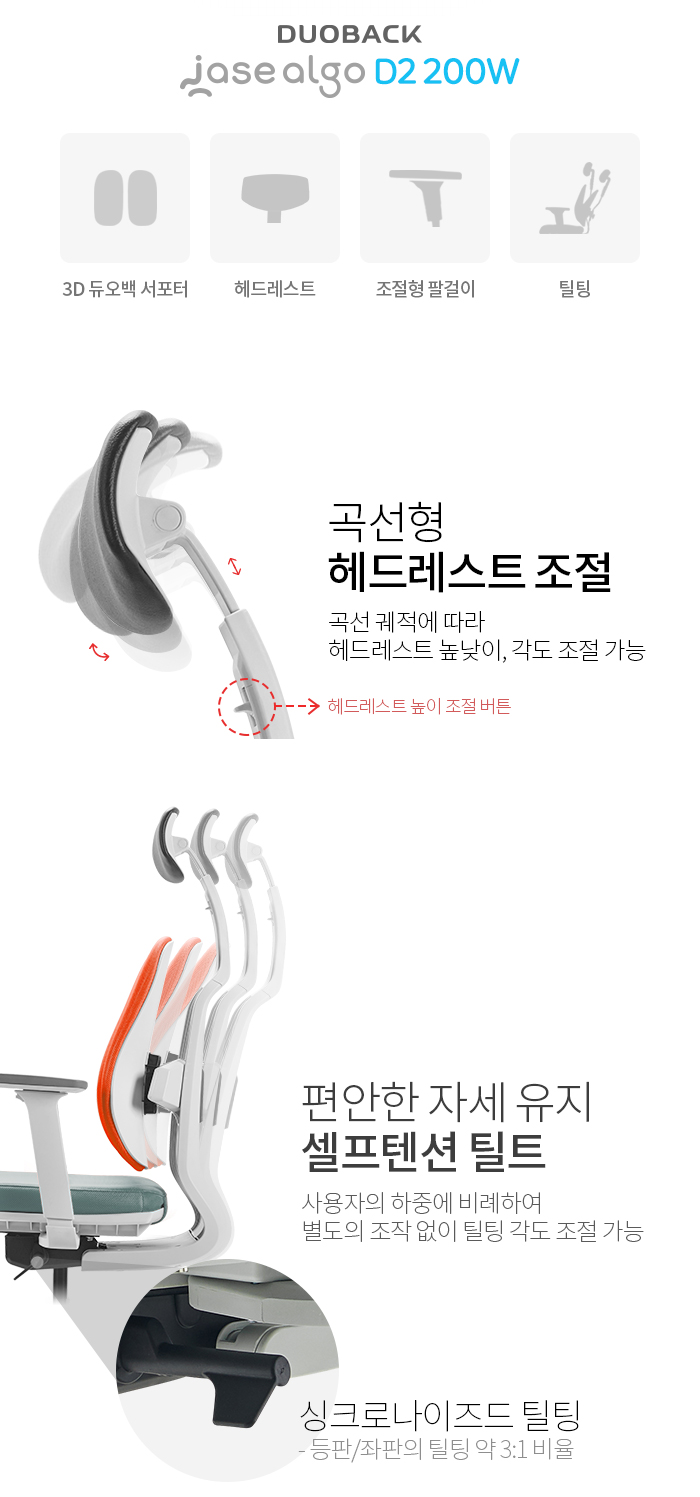 DUOBACK
jase algo D2 200W
3D 듀오백 서포터
헤드레스트
조절형 팔걸이
틸팅
곡선형
헤드레스트 조절
곡선 궤적에 따라
헤드레스트 높낮이, 각도 조절 가능
헤드레스트 높이 조절 버튼
편안한 자세 유지
셀프텐션 틸트
사용자의 하중에 비례하여
별도의 조작 없이 틸팅 각도 조절 가능
싱크로나이즈드 틸팅
- 등판/좌판의 틸팅 약 3:1 비율